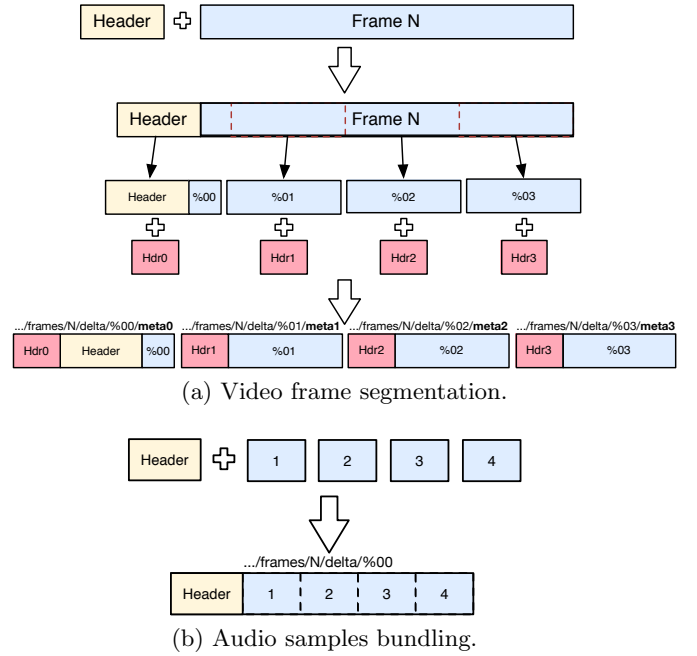 Header Frame N
Header Frame N
Header %00 %01 %02 %03
Hdr0 Hdr1 Hdr2 Hdr3
.../frames/N/delta/%00/meta0 .../frames/N/delta/%01/meta1 .../frames/N/delta/%02/meta2 .../frames/N/delta/%03/meta3
Hdr0 Header %00 Hdr1 %01 Hdr2 %02 Hdr3 %03
(a) Video frame segmentation.
Header 1 2 3 4
.../frames/N/delta/%00
Header 1 2 3 4
(b) Audio samples bundling.